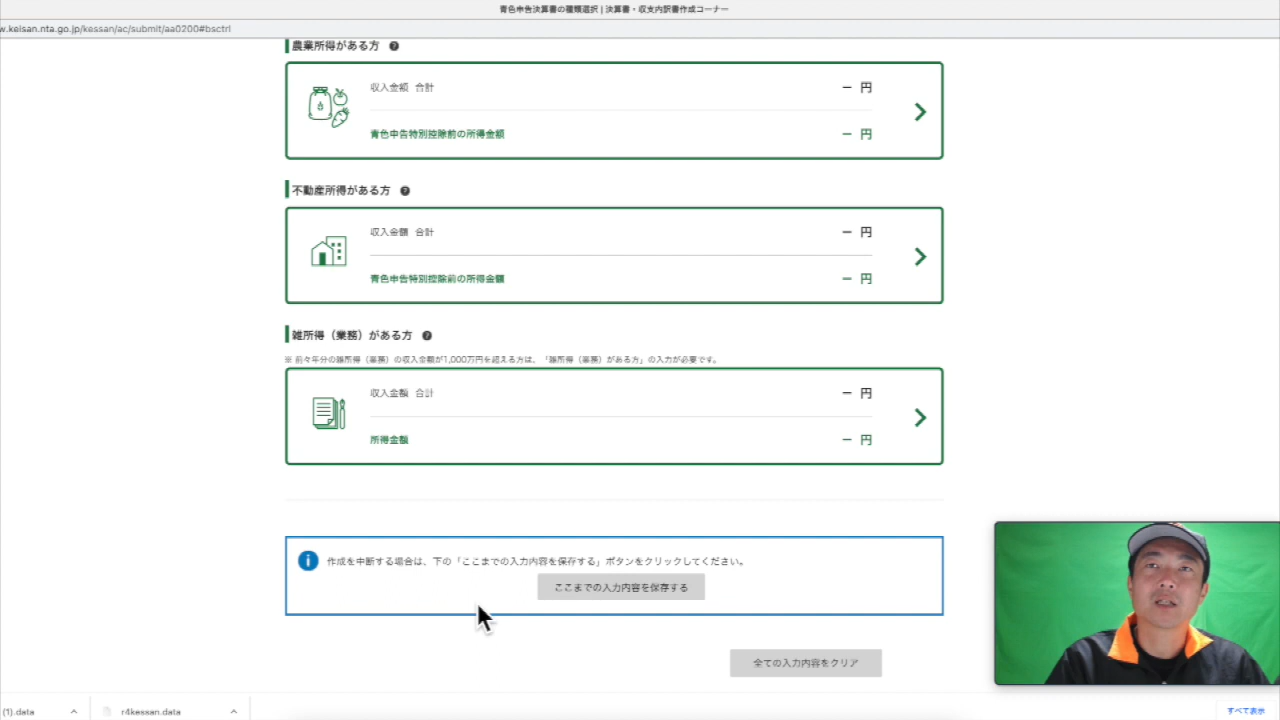 青色申告決算書の種類選択 | 決算書・収支内訳書作成コーナー
w.keisan.nta.go.jp/kessan/ac/submit/aa0200#bsctrl
農業所得がある方 ?
収入金額 合計 ー 円
青色申告特別控除前の所得金額 ー 円
不動産所得がある方 ?
収入金額 合計 ー 円
青色申告特別控除前の所得金額 ー 円
雑所得（業務）がある方 ?
※ 前々年分の雑所得（業務）の収入金額が1,000万円を超える方は、「雑所得（業務）がある方」の入力が必要です。
収入金額 合計 ー 円
所得金額 ー 円
i 作成を中断する場合は、下の「ここまでの入力内容を保存する」ボタンをクリックしてください。
ここまでの入力内容を保存する
全ての入力内容をクリア
(1).data r4kessan.data すべて表示